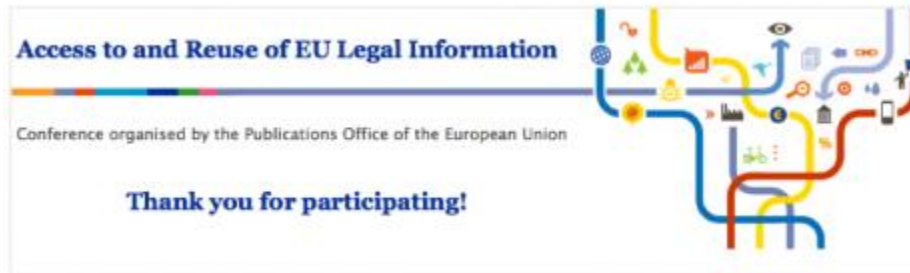 Access to and Reuse of EU Legal Information
Conference organised by the Publications Office of the European Union
Thank you for participating!